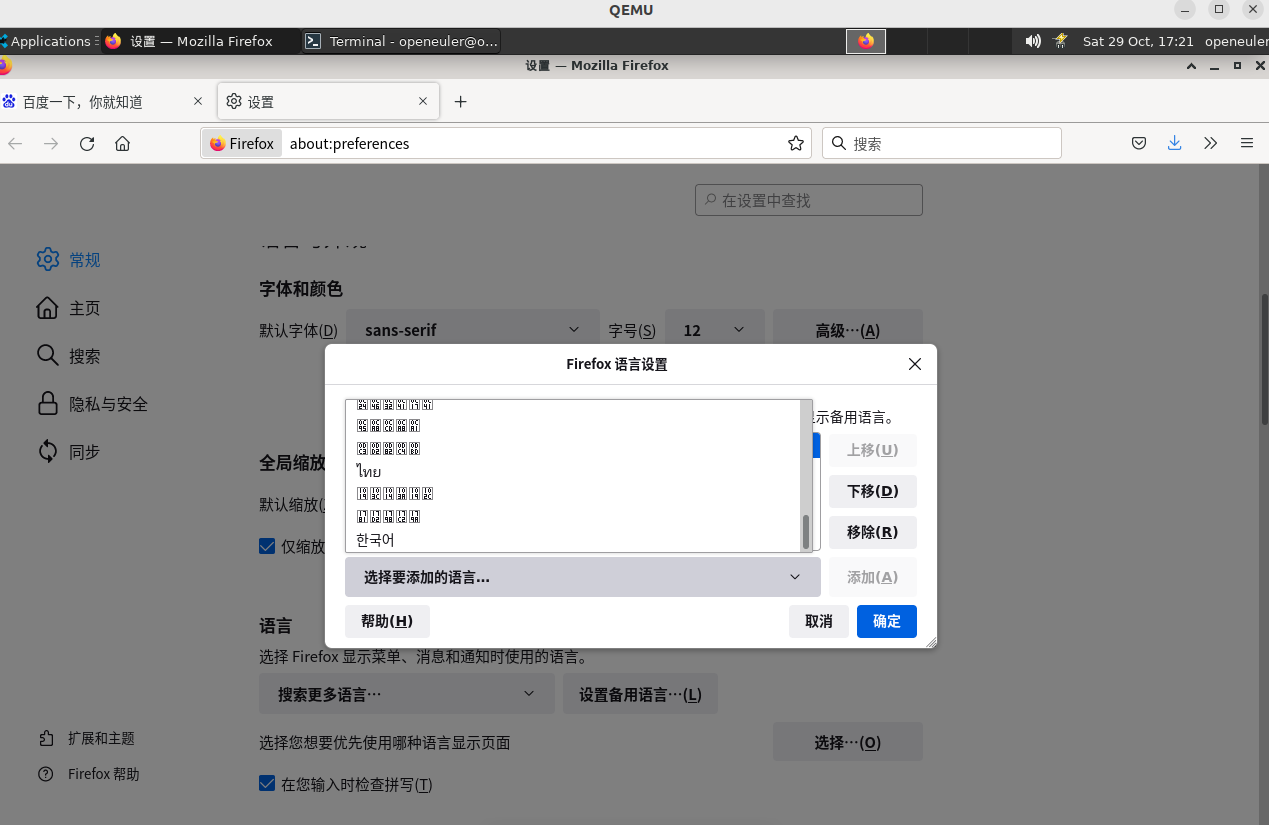 QEMU
Applications
设置 — Mozilla Firefox
Terminal - openeuler@o...
Sat 29 Oct, 17:21
openeuler
设置 — Mozilla Firefox
百度一下，你就知道
设置
Firefox
about:preferences
搜索
在设置中查找
常规
主页
搜索
隐私与安全
同步
扩展和主题
Firefox 帮助
字体和颜色
默认字体(D)
sans-serif
字号(S)
12
高级…(A)
全局缩放
默认缩放(
仅缩放
Firefox 语言设置
示备用语言。
ไทย
한국어
上移(U)
下移(D)
移除(R)
选择要添加的语言...
添加(A)
帮助(H)
取消
确定
语言
选择 Firefox 显示菜单、消息和通知时使用的语言。
搜索更多语言…
设置备用语言…(L)
选择您想要优先使用哪种语言显示页面
选择…(O)
在您输入时检查拼写(T)